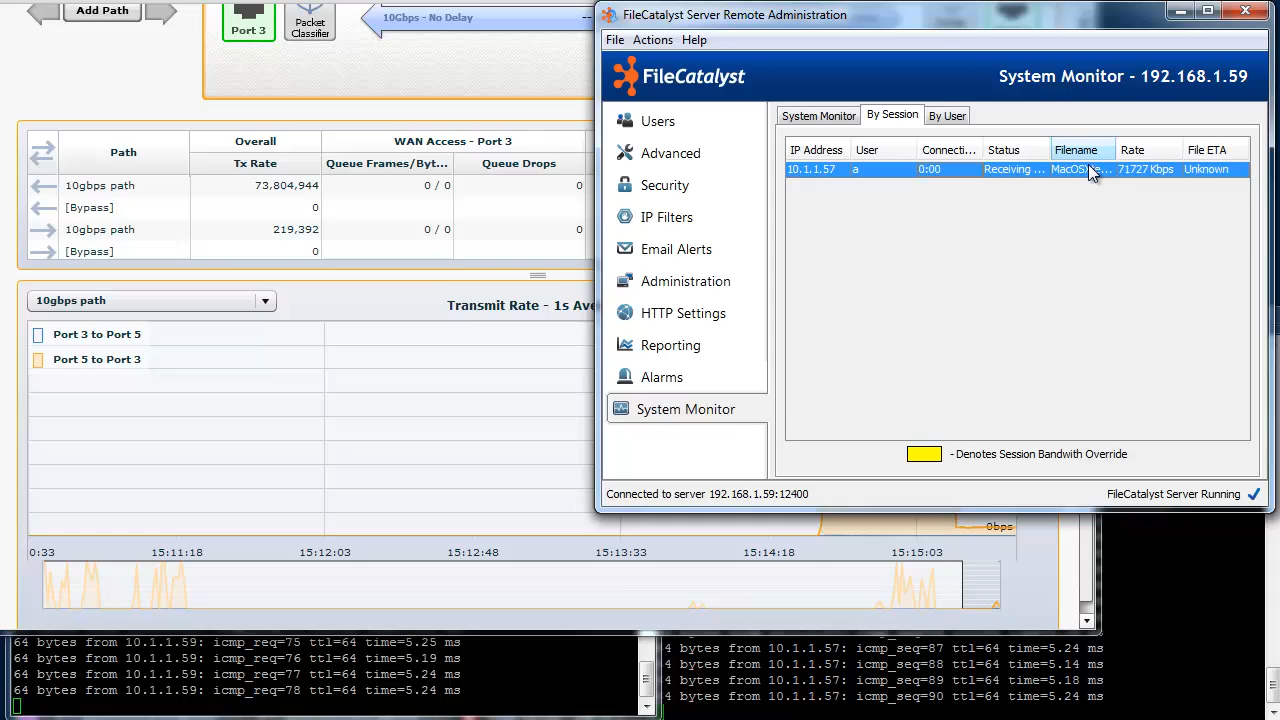 Add Path
Port 3
Packet
Classifier
10Gbps - No Delay
--
Path
Overall
WAN Access - Port 3
Tx Rate
Queue Frames/Byt...
Queue Drops
10gbps path
73,804,944
0 / 0
0
[Bypass]
0
10gbps path
219,392
0 / 0
0
[Bypass]
0
10gbps path
Transmit Rate - 1s Ave
Port 3 to Port 5
Port 5 to Port 3
0bps
0:33
15:11:18
15:12:03
15:12:48
15:13:33
15:14:18
15:15:03
FileCatalyst Server Remote Administration
File
Actions
Help
FileCatalyst
System Monitor - 192.168.1.59
Users
Advanced
Security
IP Filters
Email Alerts
Administration
HTTP Settings
Reporting
Alarms
System Monitor
System Monitor
By Session
By User
IP Address
User
Connecti...
Status
Filename
Rate
File ETA
10.1.1.57
a
0:00
Receiving ...
71727 Kbps
Unknown
- Denotes Session Bandwith Override
Connected to server 192.168.1.59:12400
FileCatalyst Server Running
64 bytes from 10.1.1.59: icmp_req=75 ttl=64 time=5.25 ms
64 bytes from 10.1.1.59: icmp_req=76 ttl=64 time=5.19 ms
64 bytes from 10.1.1.59: icmp_req=77 ttl=64 time=5.24 ms
64 bytes from 10.1.1.59: icmp_req=78 ttl=64 time=5.24 ms
4 bytes from 10.1.1.57: icmp_seq=87 ttl=64 time=5.24 ms
4 bytes from 10.1.1.57: icmp_seq=88 ttl=64 time=5.14 ms
4 bytes from 10.1.1.57: icmp_seq=89 ttl=64 time=5.18 ms
4 bytes from 10.1.1.57: icmp_seq=90 ttl=64 time=5.24 ms